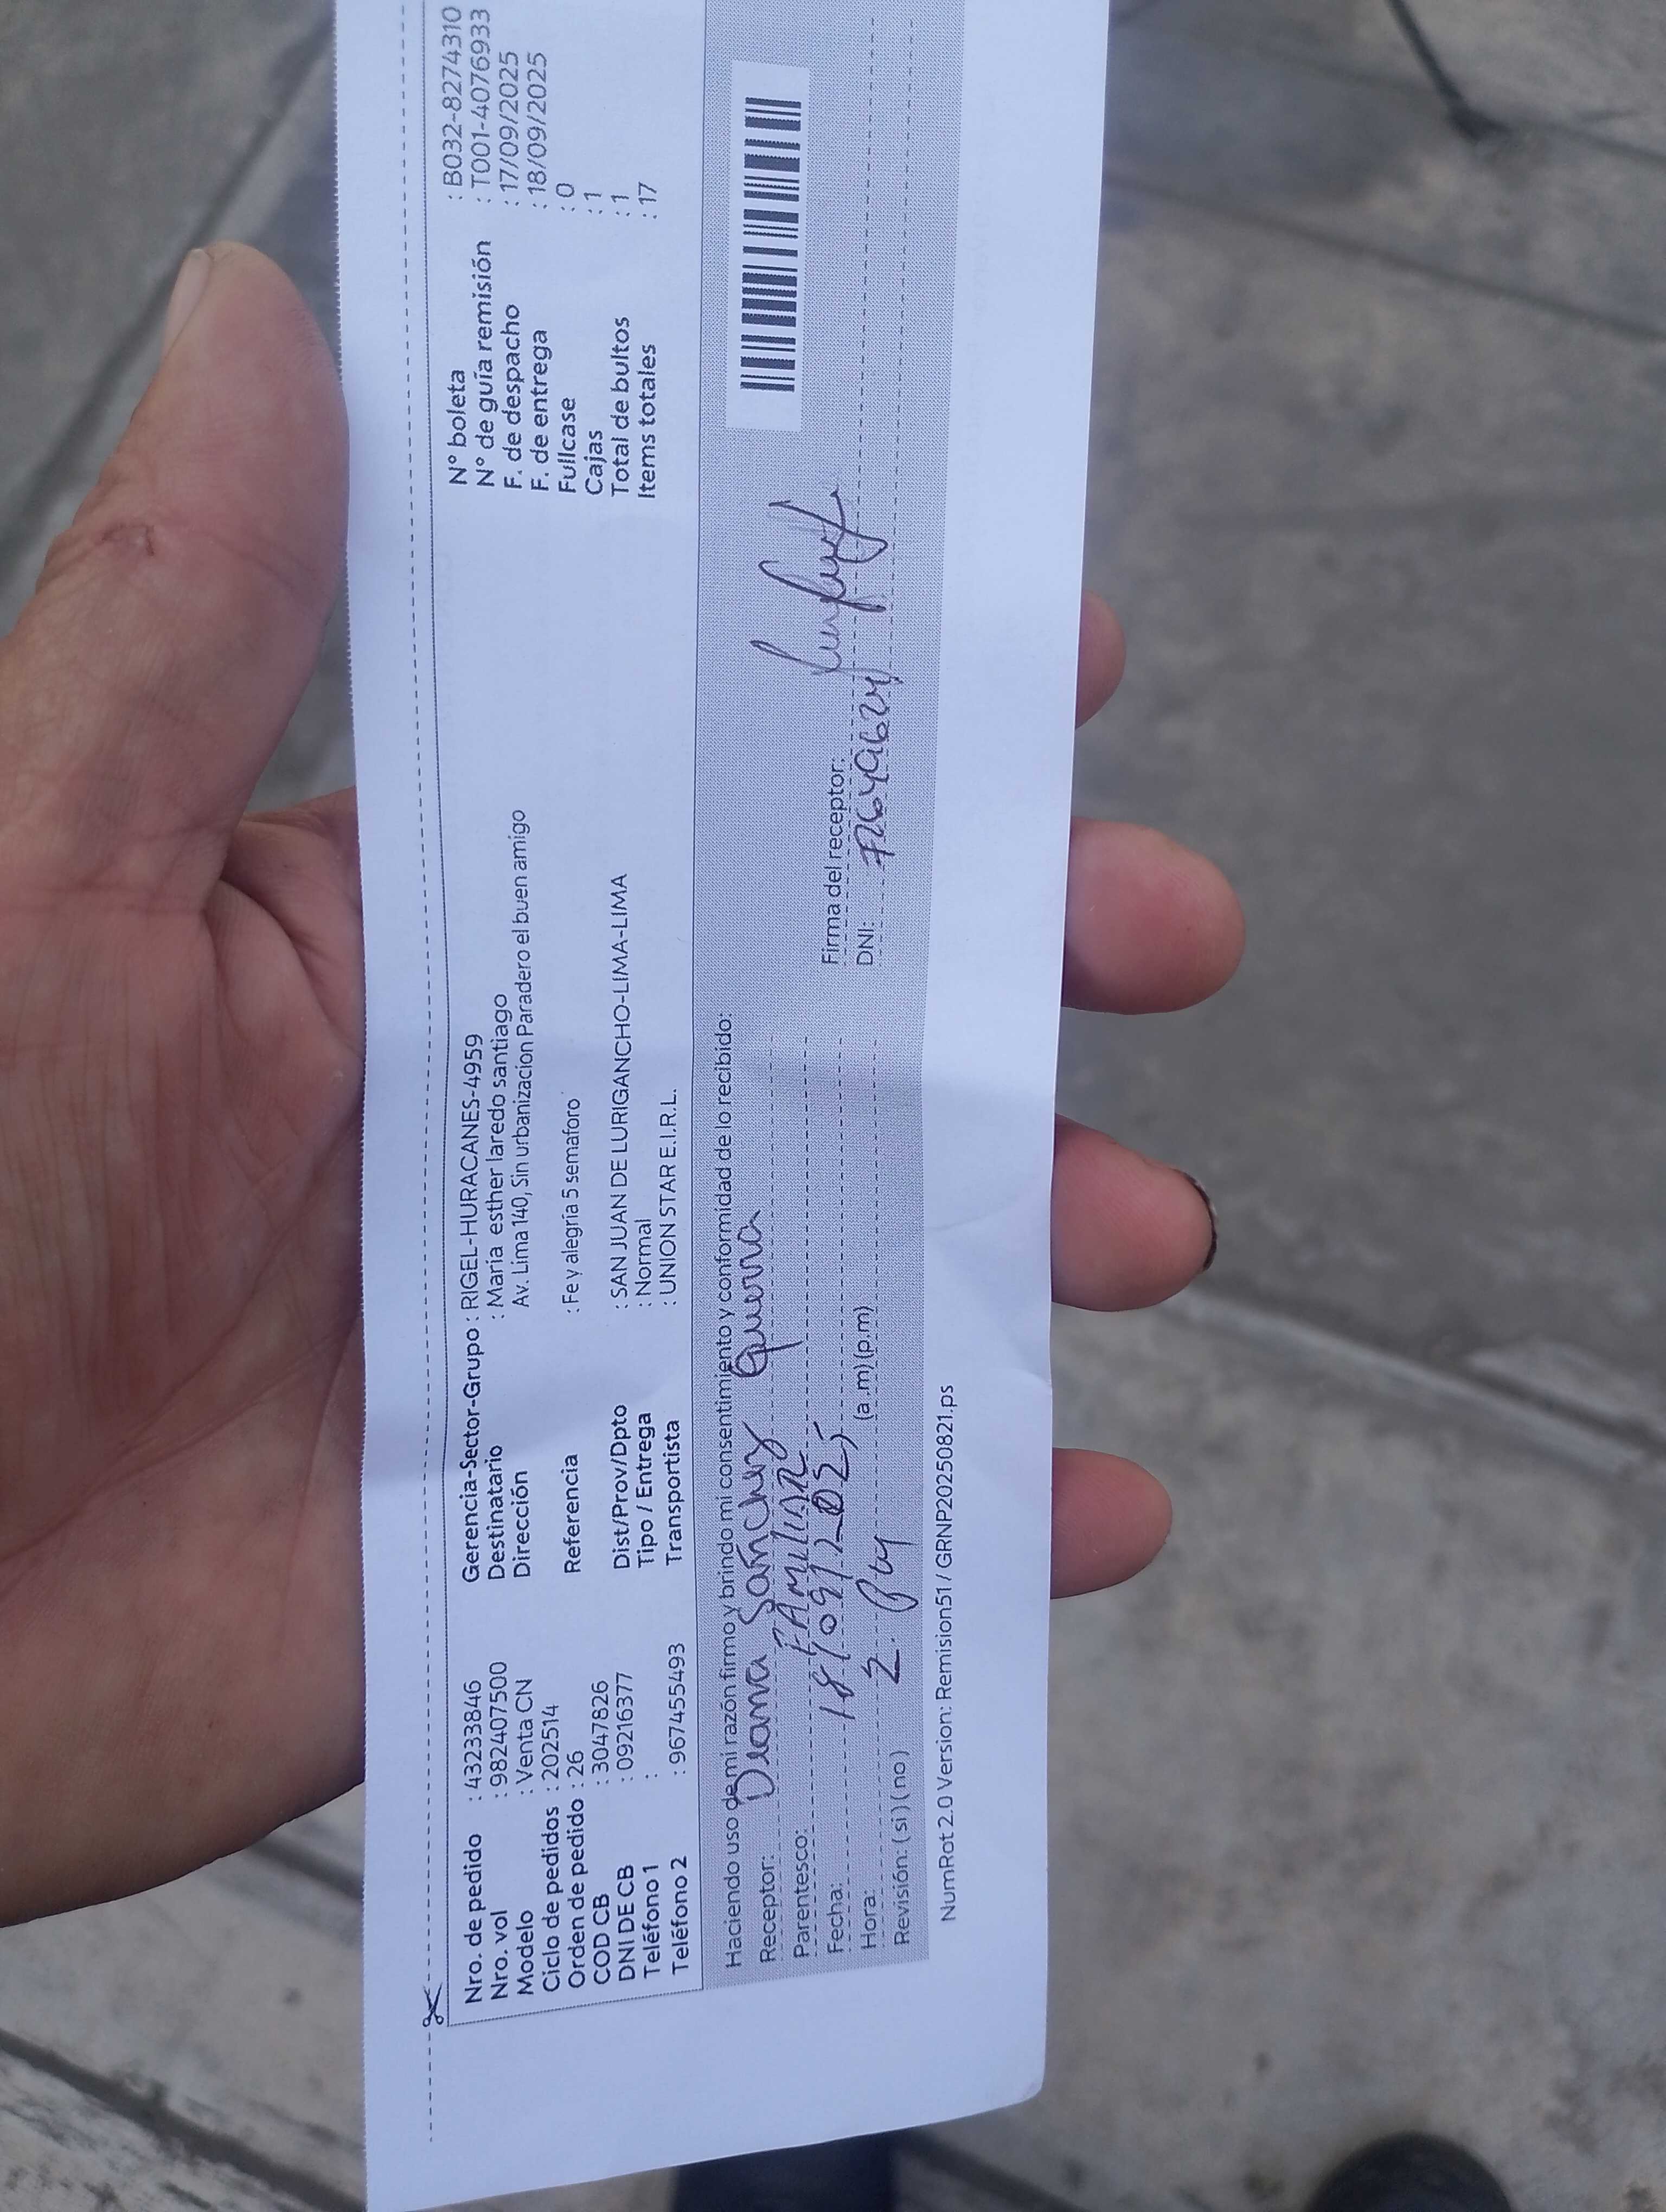 Nro. de pedido : 43233846
Nro. vol : 982407500
Modelo : Venta CN
Ciclo de pedidos : 202514
Orden de pedido : 26
COD CB : 3047826
DNI DE CB : 09216377
Teléfono 1 :
Teléfono 2 : 967455493
Gerencia-Sector-Grupo : RIGEL-HURACANES-4959
Destinatario : Maria esther laredo santiago
Dirección Av. Lima 140, Sin urbanizacion Paradero el buen amigo
Referencia : Fe y alegria 5 semaforo
Dist/Prov/Dpto : SAN JUAN DE LURIGANCHO-LIMA-LIMA
Tipo / Entrega : Normal
Transportista : UNION STAR E.I.R.L.
N° boleta : B032-8274310
N° de guía remisión : T001-4076933
F. de despacho : 17/09/2025
F. de entrega : 18/09/2025
Fullcase : 0
Cajas : 1
Total de bultos : 1
Items totales : 17
Haciendo uso de mi razón firmo y brindo mi consentimiento y conformidad de lo recibido:
Receptor: Diana Sanchez Guerra
Parentesco: FAMILIAR
Fecha: 18/09/2025
Hora: 2. (a.m) (p.m)
Revisión: (si) (no)
Firma del receptor:
DNI: 72649624
NumRot 2.0 Version: Remision51 / GRNP20250821.ps